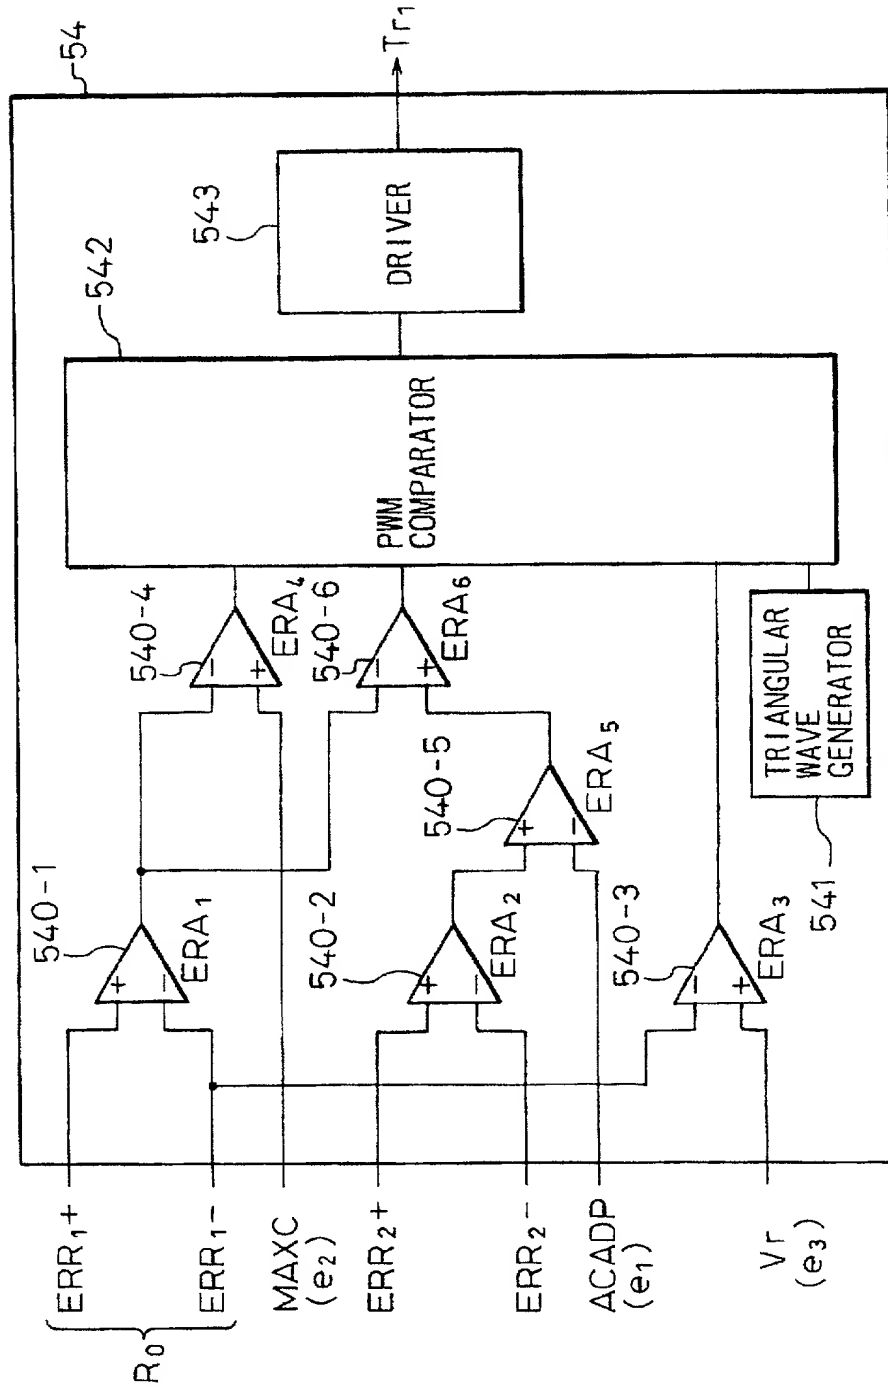 54
Tr₁
543
DRIVER
542
PWM
COMPARATOR
540-4
ERA₄
540-6
ERA₆
540-5
ERA₅
TRIANGULAR
WAVE
GENERATOR
541
540-1
ERA₁
540-2
ERA₂
540-3
ERA₃
+
−
+
−
−
+
−
+
+
−
−
+
R₀
ERR₁+
ERR₁−
MAXC
(e₂)
ERR₂+
ERR₂−
ACADP
(e₁)
Vr
(e₃)